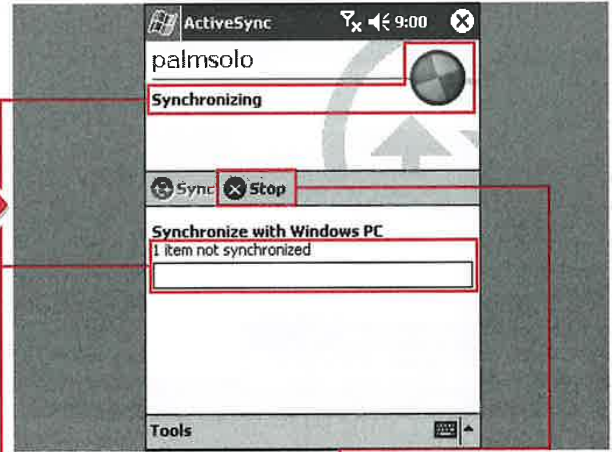 ActiveSync 9:00
palmsolo
Synchronizing
Sync Stop
Synchronize with Windows PC
1 item not synchronized
Tools